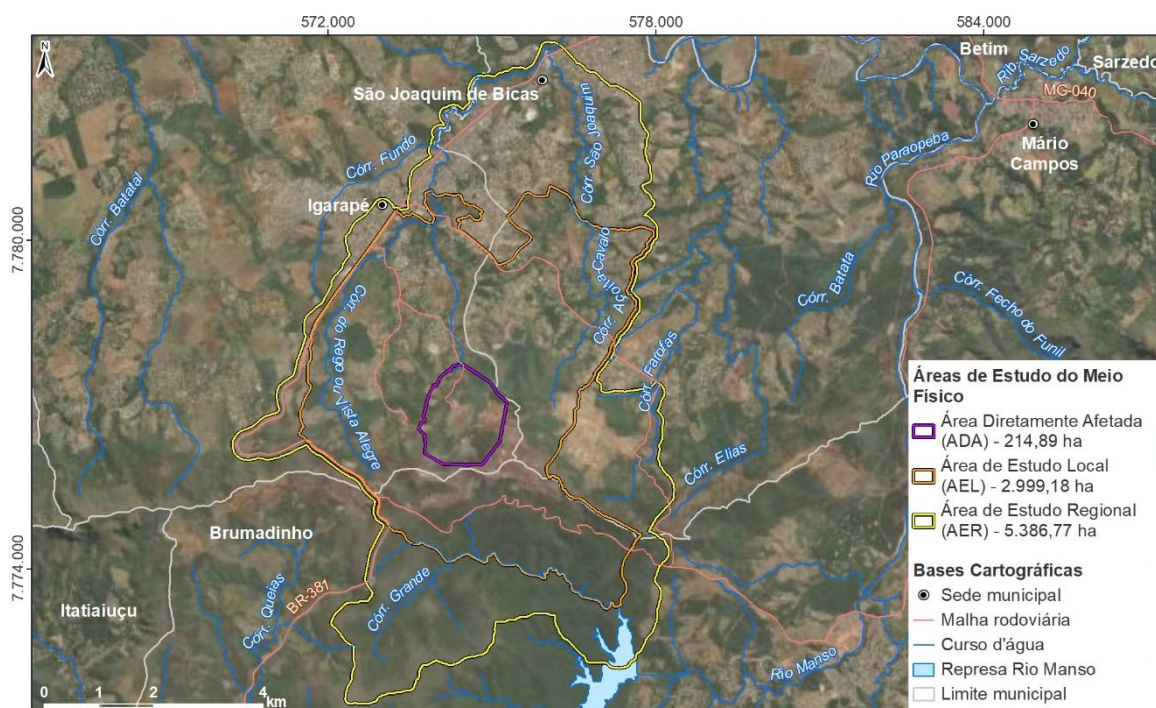 572.000
578.000
584.000
7.780.000
7.774.000
N
Betim
Rib. Sarzedo
Sarzedo
MG-040
São Joaquim de Bicas
Mário
Campos
Rio Paraopeba
Córr. Fundo
Córr. São Joaquim
Igarapé
Córr. Batatal
Córr. do Rego ou Vista Alegre
Córr. Açoita Cavalo
Córr. Batata
Córr. Fecho do Funil
Córr. Farofas
Córr. Elias
Brumadinho
Itatiaiuçu
Córr. Queias
BR-381
Córr. Grande
Rio Manso
0 1 2 4
km
Áreas de Estudo do Meio
Físico
Área Diretamente Afetada
(ADA) - 214,89 ha
Área de Estudo Local
(AEL) - 2.999,18 ha
Área de Estudo Regional
(AER) - 5.386,77 ha
Bases Cartográficas
Sede municipal
Malha rodoviária
Curso d'água
Represa Rio Manso
Limite municipal